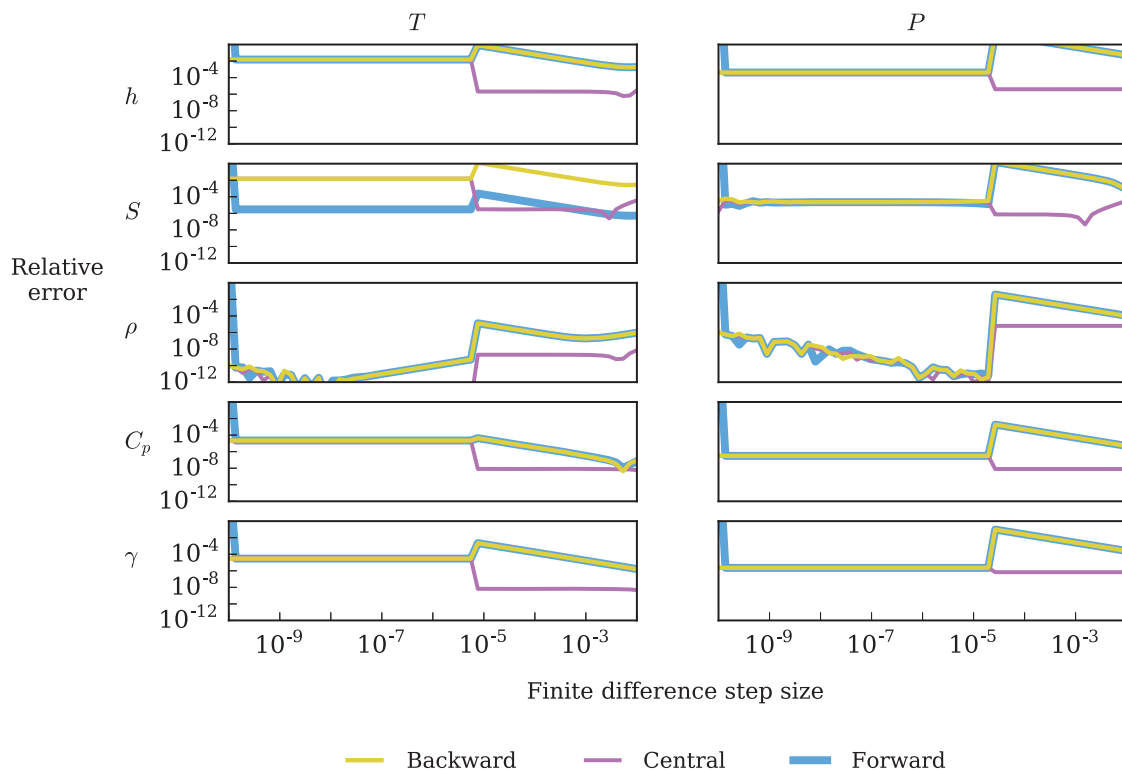 T P
10-4
h
10-8
10-12
10-4
S
10-8
10-12
Relative
error
10-4
ρ
10-8
10-12
10-4
Cp
10-8
10-12
10-4
γ
10-8
10-12
10-9 10-7 10-5 10-3 10-9 10-7 10-5 10-3
Finite difference step size
Backward Central Forward